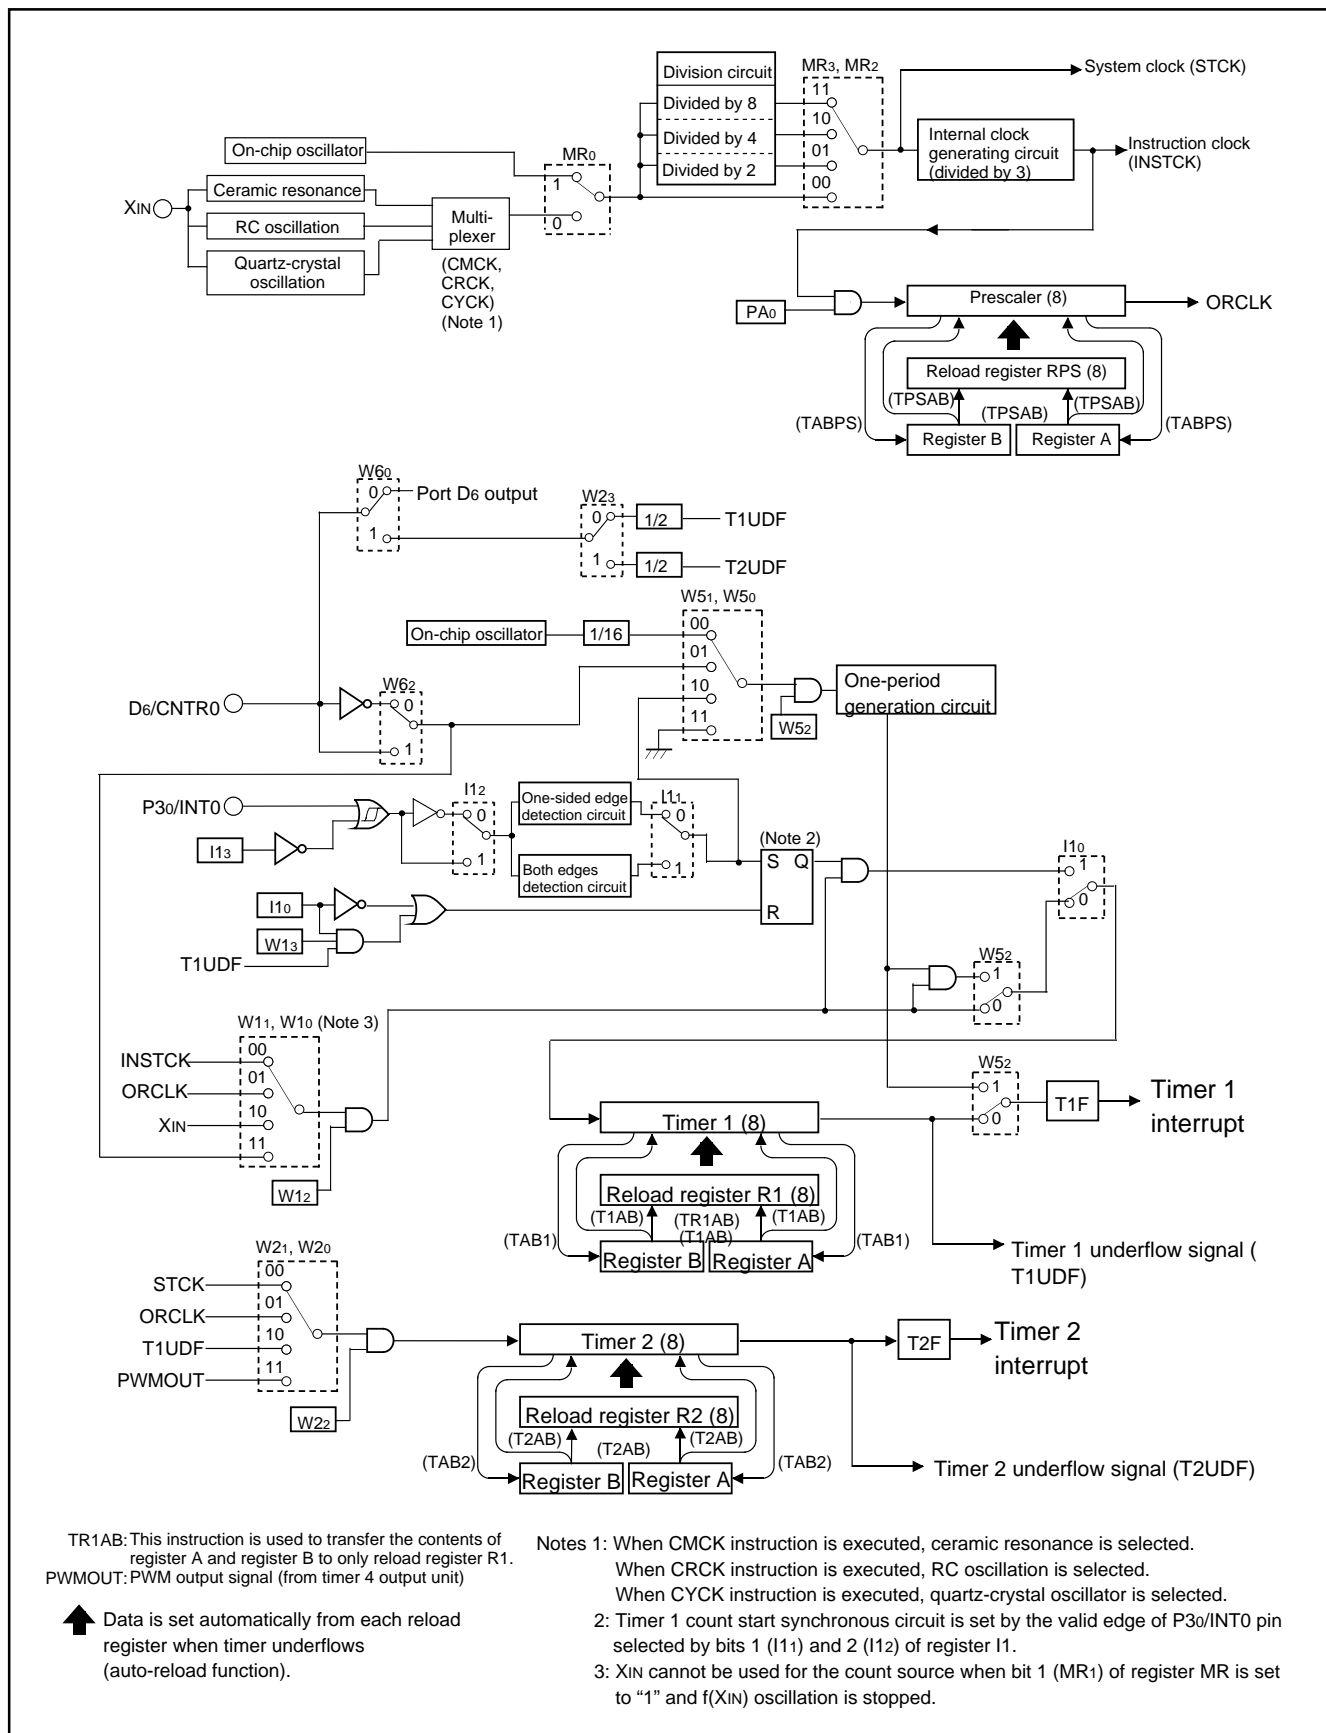 Division circuit
MR3, MR2
System clock (STCK)
Divided by 8
11
Divided by 4
10
Internal clock
generating circuit
(divided by 3)
Instruction clock
(INSTCK)
On-chip oscillator
MR0
01
Divided by 2
00
Ceramic resonance
1
XIN
RC oscillation
Multi-
plexer
0
Quartz-crystal
oscillation
(CMCK,
CRCK,
CYCK)
(Note 1)
PA0
Prescaler (8)
ORCLK
Reload register RPS (8)
(TPSAB)
(TPSAB)
(TPSAB)
(TABPS)
(TABPS)
Register B
Register A
W60
0
Port D6 output
1
W23
0
1/2
T1UDF
1
1/2
T2UDF
W51, W50
On-chip oscillator
1/16
00
01
10
11
One-period
generation circuit
W52
D6/CNTR0
W62
0
1
P30/INT0
I12
0
1
One-sided edge
detection circuit
I11
0
1
I13
Both edges
detection circuit
(Note 2)
S
Q
R
I10
1
0
I10
W13
T1UDF
W52
1
0
W11, W10 (Note 3)
INSTCK
00
ORCLK
01
XIN
10
11
W12
W52
1
0
T1F
Timer 1
interrupt
Timer 1 (8)
Reload register R1 (8)
(T1AB)
(TR1AB)
(T1AB)
(T1AB)
(TAB1)
(TAB1)
Register B
Register A
Timer 1 underflow signal (
T1UDF)
W21, W20
STCK
00
ORCLK
01
T1UDF
10
PWMOUT
11
W22
Timer 2 (8)
T2F
Timer 2
interrupt
Reload register R2 (8)
(T2AB)
(T2AB)
(T2AB)
(TAB2)
(TAB2)
Register B
Register A
Timer 2 underflow signal (T2UDF)
TR1AB: This instruction is used to transfer the contents of
register A and register B to only reload register R1.
PWMOUT: PWM output signal (from timer 4 output unit)
Data is set automatically from each reload
register when timer underflows
(auto-reload function).
Notes 1: When CMCK instruction is executed, ceramic resonance is selected.
When CRCK instruction is executed, RC oscillation is selected.
When CYCK instruction is executed, quartz-crystal oscillator is selected.
2: Timer 1 count start synchronous circuit is set by the valid edge of P30/INT0 pin
selected by bits 1 (I11) and 2 (I12) of register I1.
3: XIN cannot be used for the count source when bit 1 (MR1) of register MR is set
to “1” and f(XIN) oscillation is stopped.